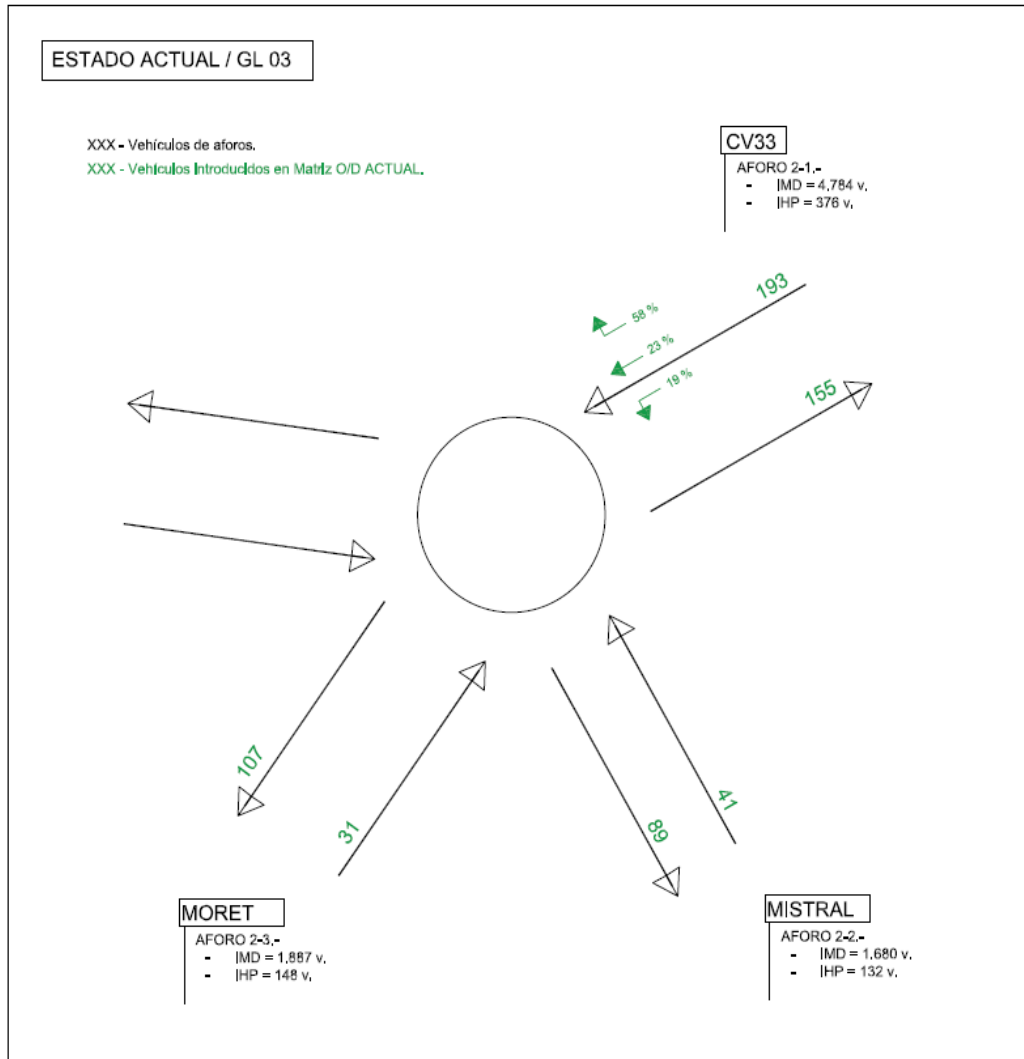 ESTADO ACTUAL / GL 03
XXX - Vehículos de aforos.
XXX - Vehículos Introducidos en Matriz O/D ACTUAL.
CV33
AFORO 2-1.-
- IMD = 4.784 v.
- IHP = 376 v.
193
58 %
23 %
19 %
155
107
31
89
41
MORET
AFORO 2-3.-
- IMD = 1.887 v.
- IHP = 148 v.
MISTRAL
AFORO 2-2.-
- IMD = 1.680 v.
- IHP = 132 v.